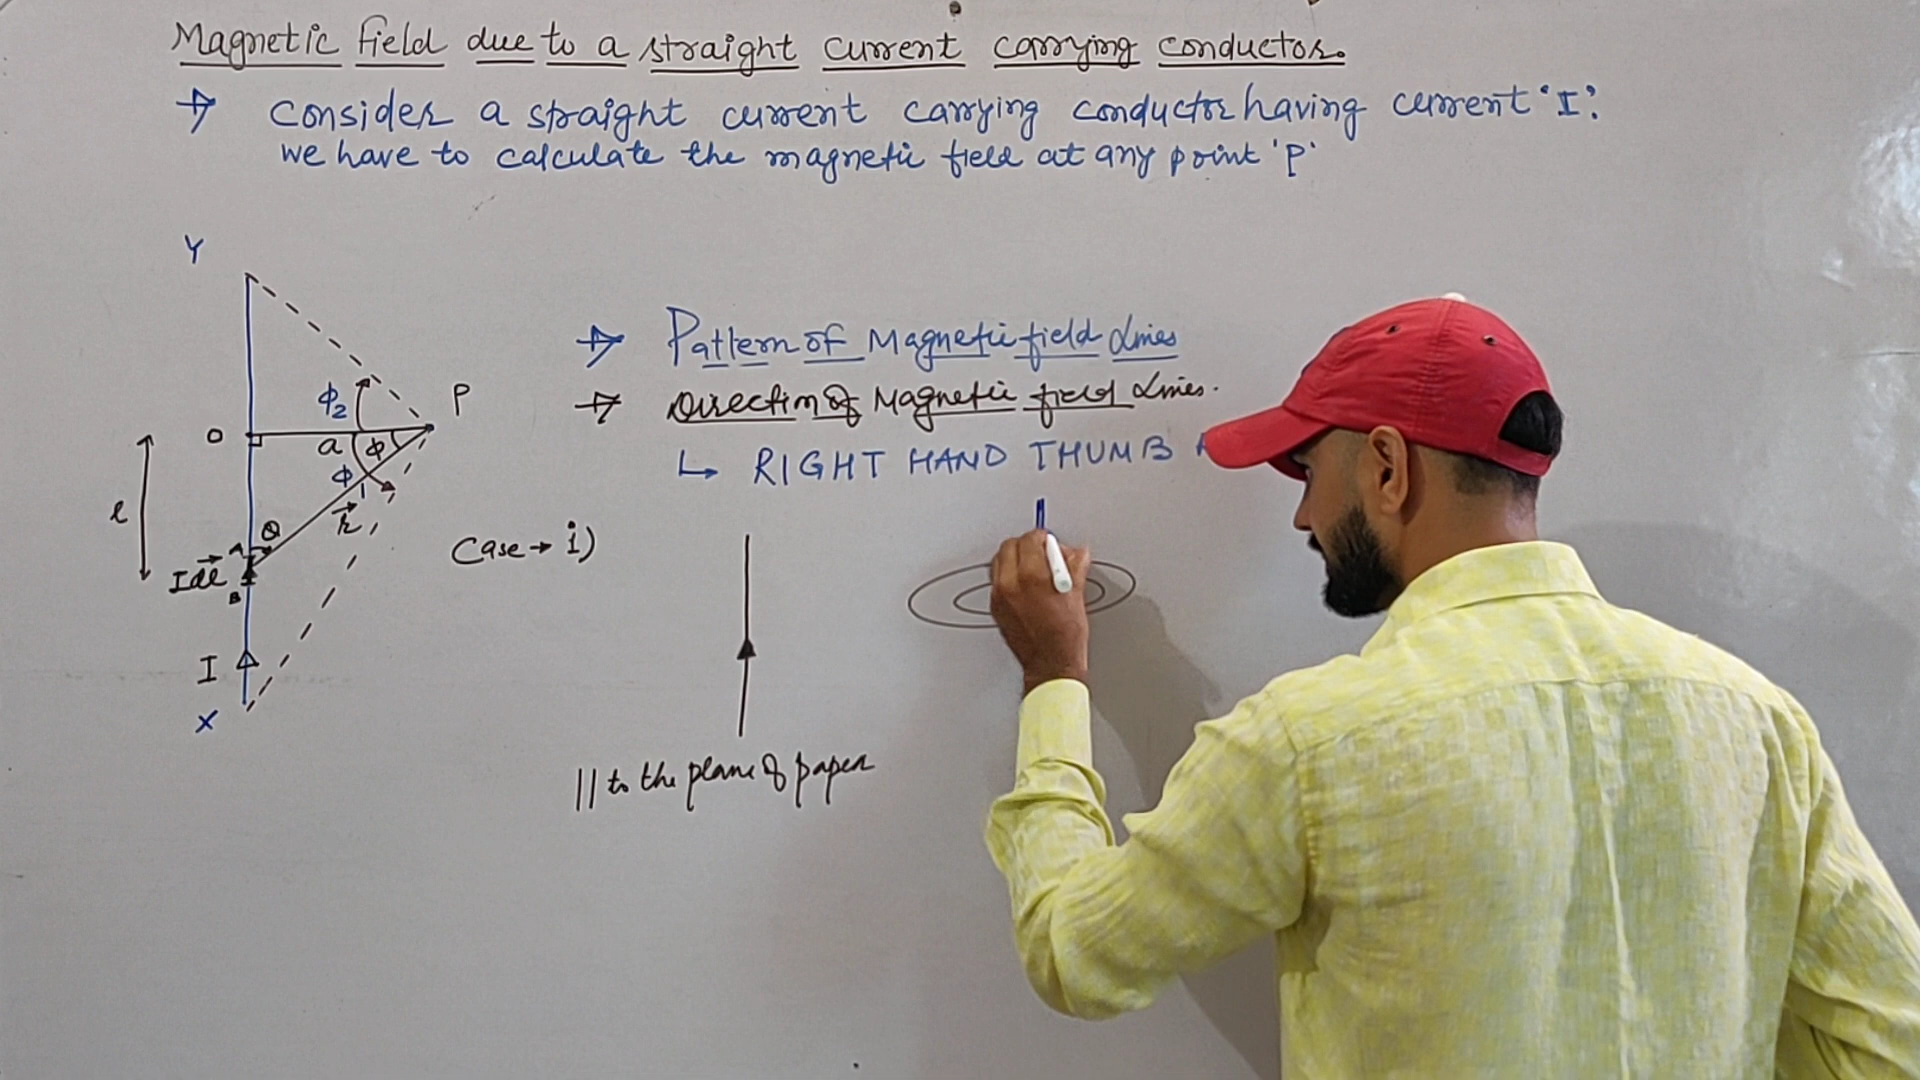 Magnetic field due to a straight current carrying conductor.
→ Consider a straight current carrying conductor having current 'I'.
we have to calculate the magnetic field at any point 'P'
Y
→ Pattern of Magnetic field Lines
→ Direction of Magnetic field Lines.
↳ RIGHT HAND THUMB
ϕ2
P
O
a
ϕ
ϕ1
l
r
A
Idl
B
Case → i)
I
X
|| to the plane of paper